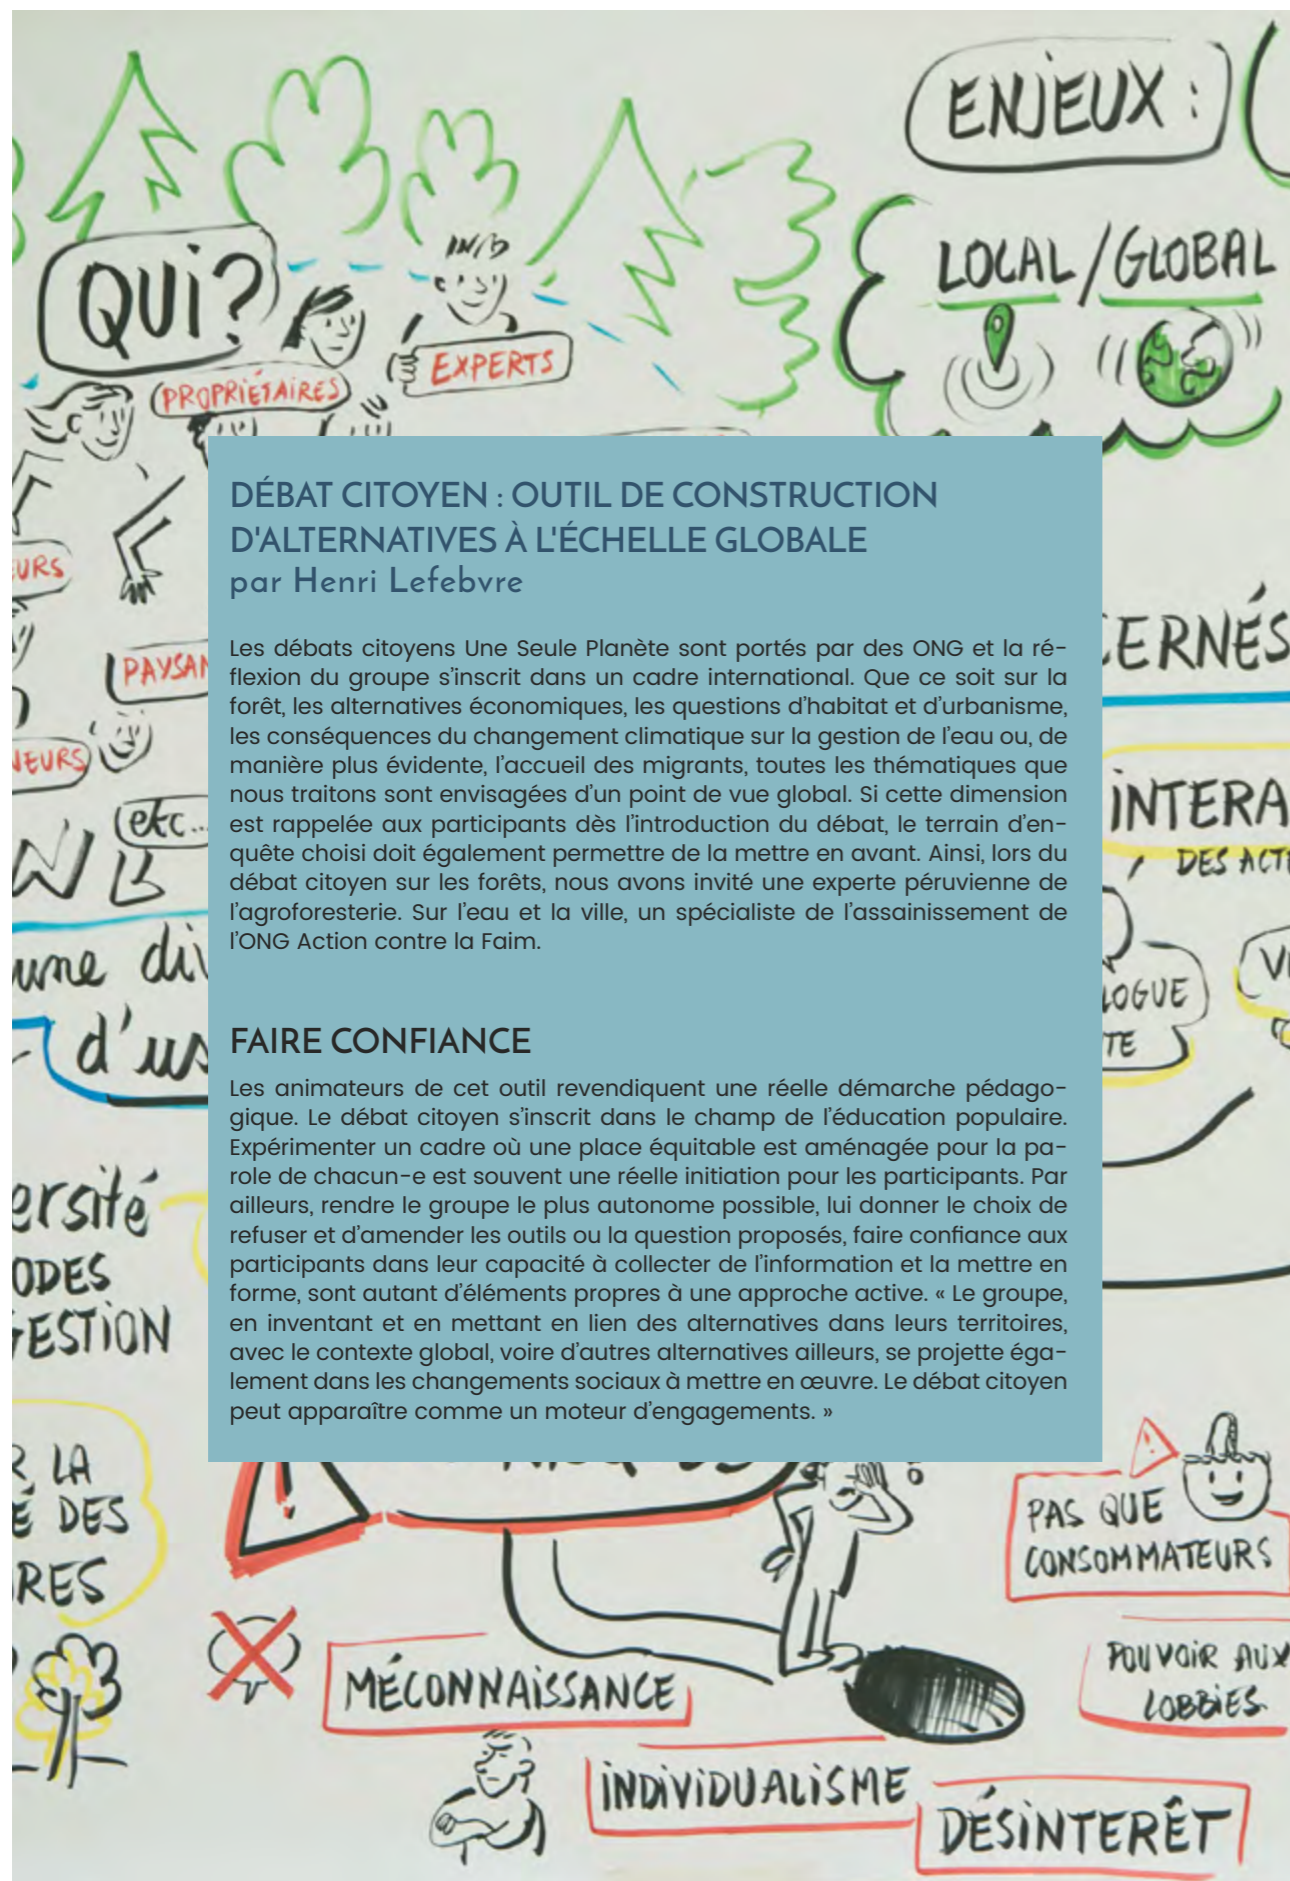 ENJEUX :
QUI?
LOCAL / GLOBAL
EXPERTS
PROPRIÉTAIRES
DÉBAT CITOYEN : OUTIL DE CONSTRUCTION
D'ALTERNATIVES À L'ÉCHELLE GLOBALE
par Henri Lefebvre
Les débats citoyens Une Seule Planète sont portés par des ONG et la ré-
flexion du groupe s’inscrit dans un cadre international. Que ce soit sur la
forêt, les alternatives économiques, les questions d’habitat et d’urbanisme,
les conséquences du changement climatique sur la gestion de l’eau ou, de
manière plus évidente, l’accueil des migrants, toutes les thématiques que
nous traitons sont envisagées d’un point de vue global. Si cette dimension
est rappelée aux participants dès l’introduction du débat, le terrain d’en-
quête choisi doit également permettre de la mettre en avant. Ainsi, lors du
débat citoyen sur les forêts, nous avons invité une experte péruvienne de
l’agroforesterie. Sur l’eau et la ville, un spécialiste de l’assainissement de
l’ONG Action contre la Faim.
FAIRE CONFIANCE
Les animateurs de cet outil revendiquent une réelle démarche pédago-
gique. Le débat citoyen s’inscrit dans le champ de l’éducation populaire.
Expérimenter un cadre où une place équitable est aménagée pour la pa-
role de chacun-e est souvent une réelle initiation pour les participants. Par
ailleurs, rendre le groupe le plus autonome possible, lui donner le choix de
refuser et d’amender les outils ou la question proposés, faire confiance aux
participants dans leur capacité à collecter de l’information et la mettre en
forme, sont autant d’éléments propres à une approche active. « Le groupe,
en inventant et en mettant en lien des alternatives dans leurs territoires,
avec le contexte global, voire d’autres alternatives ailleurs, se projette éga-
lement dans les changements sociaux à mettre en œuvre. Le débat citoyen
peut apparaître comme un moteur d’engagements. »
URS
PAYSAN
NEURS
etc...
une div
d'us
ersité
ODES
GESTION
R LA
É DES
RES
CERNÉS
INTERA
DES ACTE
LOGUE
TE
PAS QUE
CONSOMMATEURS
POUVOIR AUX
LOBBIES
MÉCONNAISSANCE
INDIVIDUALISME
DÉSINTERÊT